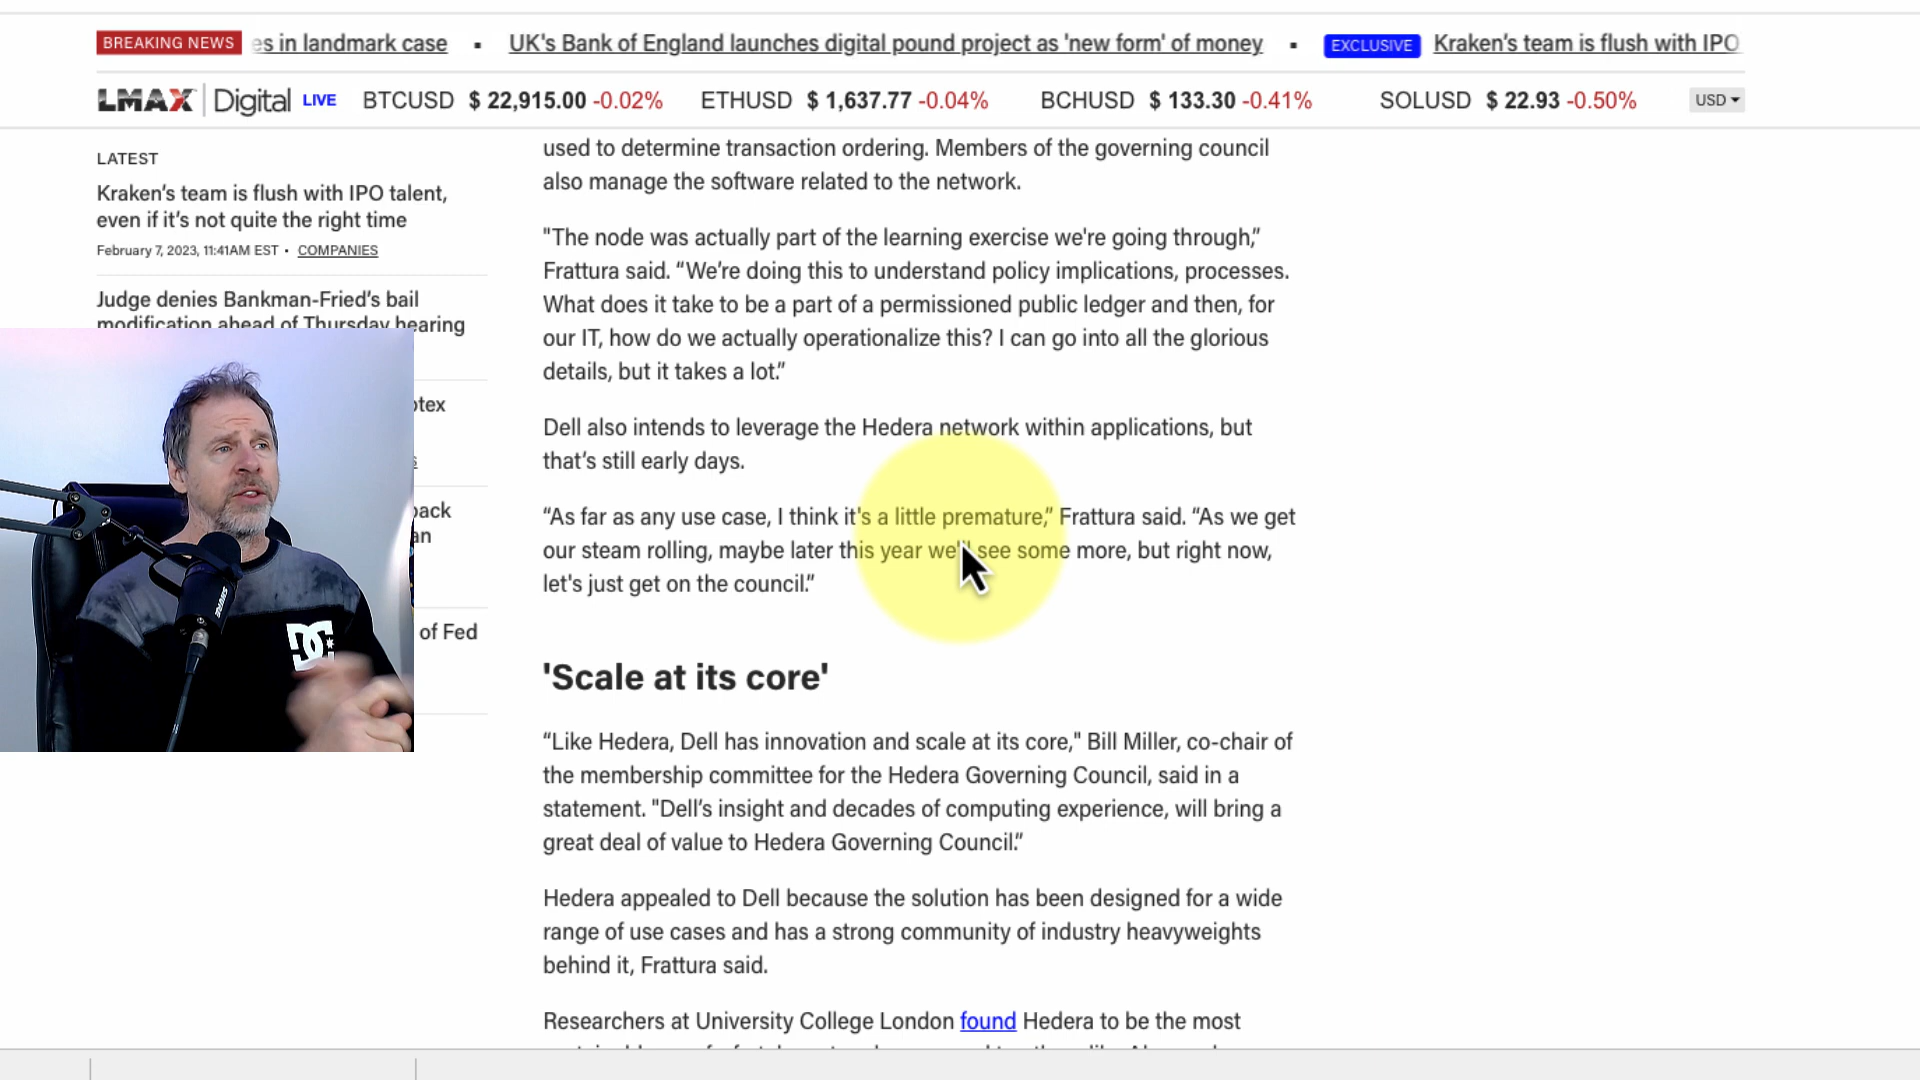 BREAKING NEWS es in landmark case ▪ UK's Bank of England launches digital pound project as 'new form' of money ▪ EXCLUSIVE Kraken’s team is flush with IPO
LMAX Digital LIVE BTCUSD $ 22,915.00 -0.02% ETHUSD $ 1,637.77 -0.04% BCHUSD $ 133.30 -0.41% SOLUSD $ 22.93 -0.50% USD
LATEST
Kraken’s team is flush with IPO talent,
even if it’s not quite the right time
February 7, 2023, 11:41AM EST • COMPANIES
Judge denies Bankman-Fried’s bail
modification ahead of Thursday hearing
otex
s
back
an
of Fed
used to determine transaction ordering. Members of the governing council
also manage the software related to the network.
"The node was actually part of the learning exercise we're going through,”
Frattura said. “We’re doing this to understand policy implications, processes.
What does it take to be a part of a permissioned public ledger and then, for
our IT, how do we actually operationalize this? I can go into all the glorious
details, but it takes a lot.”
Dell also intends to leverage the Hedera network within applications, but
that’s still early days.
“As far as any use case, I think it's a little premature,” Frattura said. “As we get
our steam rolling, maybe later this year we'll see some more, but right now,
let's just get on the council.”
'Scale at its core'
“Like Hedera, Dell has innovation and scale at its core," Bill Miller, co-chair of
the membership committee for the Hedera Governing Council, said in a
statement. "Dell’s insight and decades of computing experience, will bring a
great deal of value to Hedera Governing Council.”
Hedera appealed to Dell because the solution has been designed for a wide
range of use cases and has a strong community of industry heavyweights
behind it, Frattura said.
Researchers at University College London found Hedera to be the most
SHURE
DC